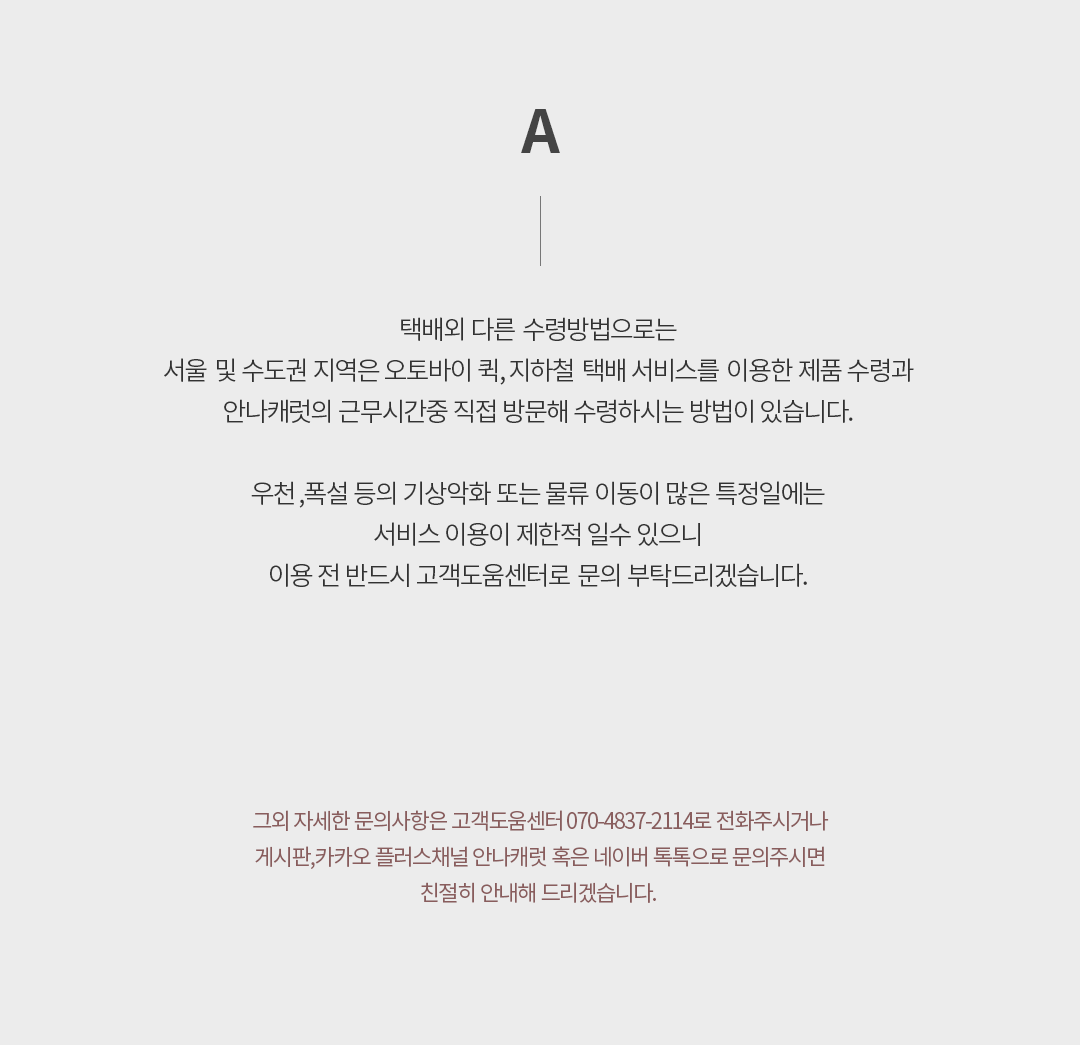 A
택배외 다른 수령방법으로는
서울 및 수도권 지역은 오토바이 퀵, 지하철 택배 서비스를 이용한 제품 수령과
안나캐럿의 근무시간중 직접 방문해 수령하시는 방법이 있습니다.
우천 ,폭설 등의 기상악화 또는 물류 이동이 많은 특정일에는
서비스 이용이 제한적 일수 있으니
이용 전 반드시 고객도움센터로 문의 부탁드리겠습니다.
그외 자세한 문의사항은 고객도움센터 070-4837-2114로 전화주시거나
게시판,카카오 플러스채널 안나캐럿 혹은 네이버 톡톡으로 문의주시면
친절히 안내해 드리겠습니다.